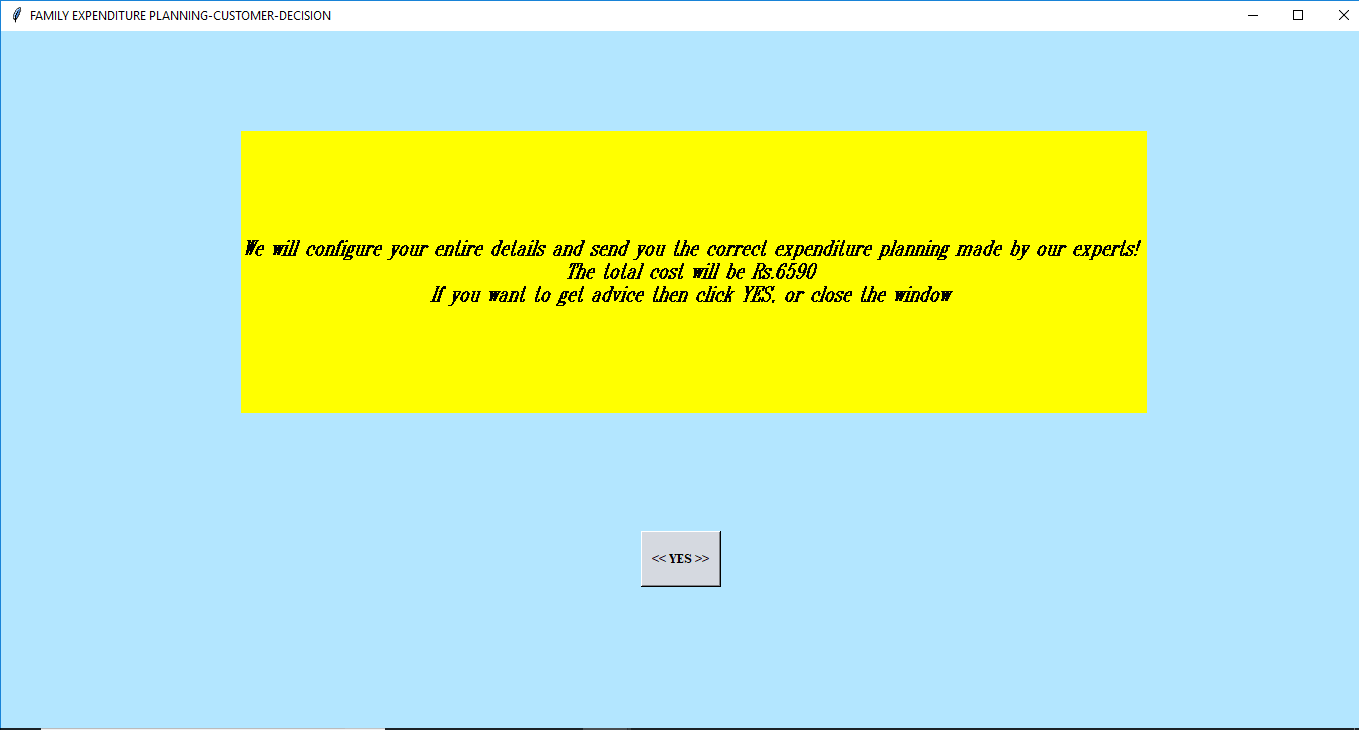 FAMILY EXPENDITURE PLANNING-CUSTOMER-DECISION
We will configure your entire details and send you the correct expenditure planning made by our experts!
The total cost will be Rs.6590
If you want to get advice then click YES, or close the window
<< YES >>